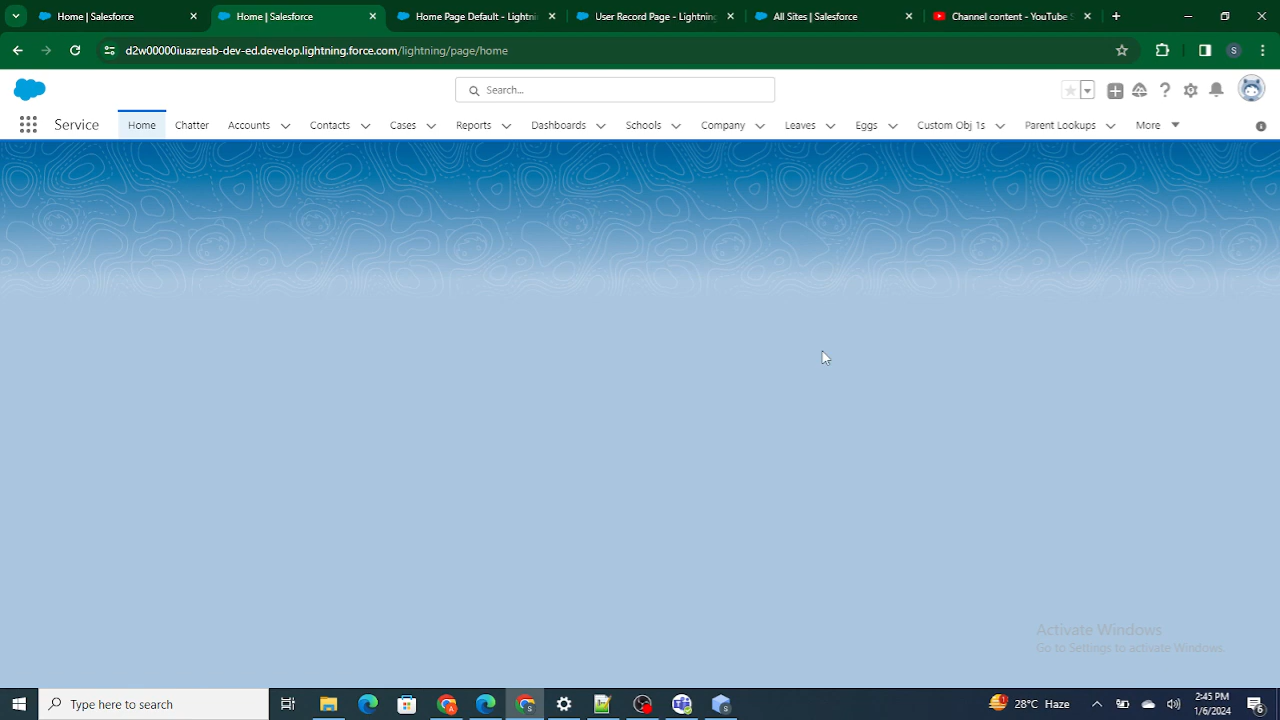 Home | Salesforce
Home | Salesforce
Home Page Default - Lightni
User Record Page - Lightning
All Sites | Salesforce
Channel content - YouTube S
d2w00000iuazreab-dev-ed.develop.lightning.force.com/lightning/page/home
S
Search...
Service
Home
Chatter
Accounts
Contacts
Cases
Reports
Dashboards
Schools
Company
Leaves
Eggs
Custom Obj 1s
Parent Lookups
More
Activate Windows
Go to Settings to activate Windows.
Type here to search
28°C Haze
2:45 PM
1/6/2024
6